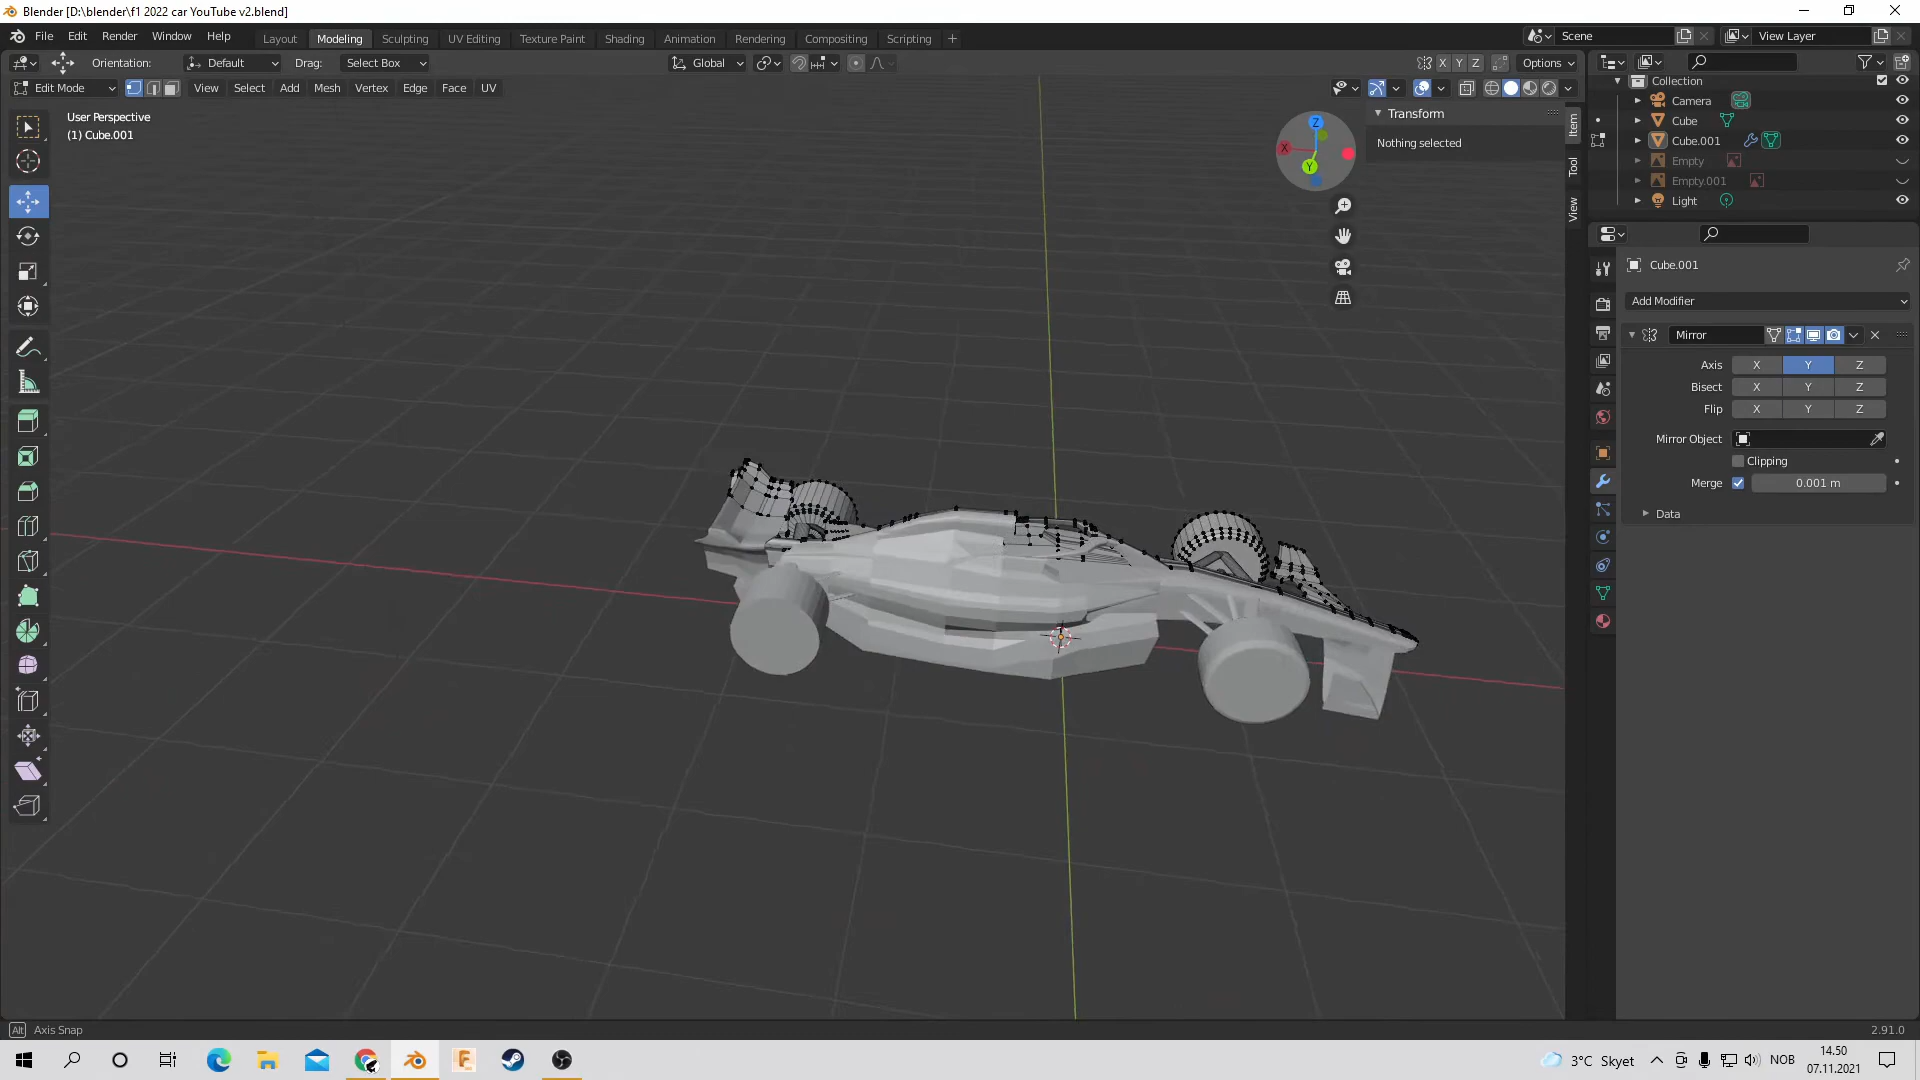 Blender [D:\blender\f1 2022 car YouTube v2.blend]
File Edit Render Window Help
Layout Modeling Sculpting UV Editing Texture Paint Shading Animation Rendering Compositing Scripting
Scene
View Layer
Orientation: Default Drag: Select Box
Global
X Y Z Options
Edit Mode View Select Add Mesh Vertex Edge Face UV
User Perspective
(1) Cube.001
Z
X
Y
Transform
Nothing selected
Item
Tool
View
Collection
Camera
Cube
Cube.001
Empty
Empty.001
Light
Cube.001
Add Modifier
Mirror
Axis X Y Z
Bisect X Y Z
Flip X Y Z
Mirror Object
Clipping
Merge 0.001 m
Data
Alt Axis Snap
2.91.0
3°C Skyet
NOB
14.50
07.11.2021